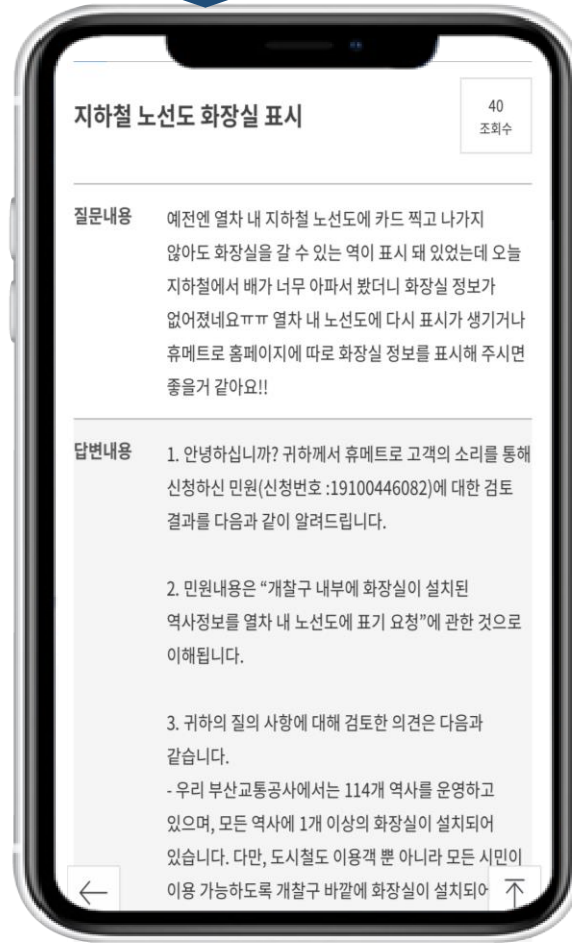 지하철 노선도 화장실 표시
40
조회수
질문내용
예전엔 열차 내 지하철 노선도에 카드 찍고 나가지
않아도 화장실을 갈 수 있는 역이 표시 돼 있었는데 오늘
지하철에서 배가 너무 아파서 봤더니 화장실 정보가
없어졌네요ㅠㅠ 열차 내 노선도에 다시 표시가 생기거나
휴메트로 홈페이지에 따로 화장실 정보를 표시해 주시면
좋을거 같아요!!
답변내용
1. 안녕하십니까? 귀하께서 휴메트로 고객의 소리를 통해
신청하신 민원(신청번호 :19100446082)에 대한 검토
결과를 다음과 같이 알려드립니다.
2. 민원내용은 “개찰구 내부에 화장실이 설치된
역사정보를 열차 내 노선도에 표기 요청”에 관한 것으로
이해됩니다.
3. 귀하의 질의 사항에 대해 검토한 의견은 다음과
같습니다.
- 우리 부산교통공사에서는 114개 역사를 운영하고
있으며, 모든 역사에 1개 이상의 화장실이 설치되어
있습니다. 다만, 도시철도 이용객 뿐 아니라 모든 시민이
이용 가능하도록 개찰구 바깥에 화장실이 설치되어